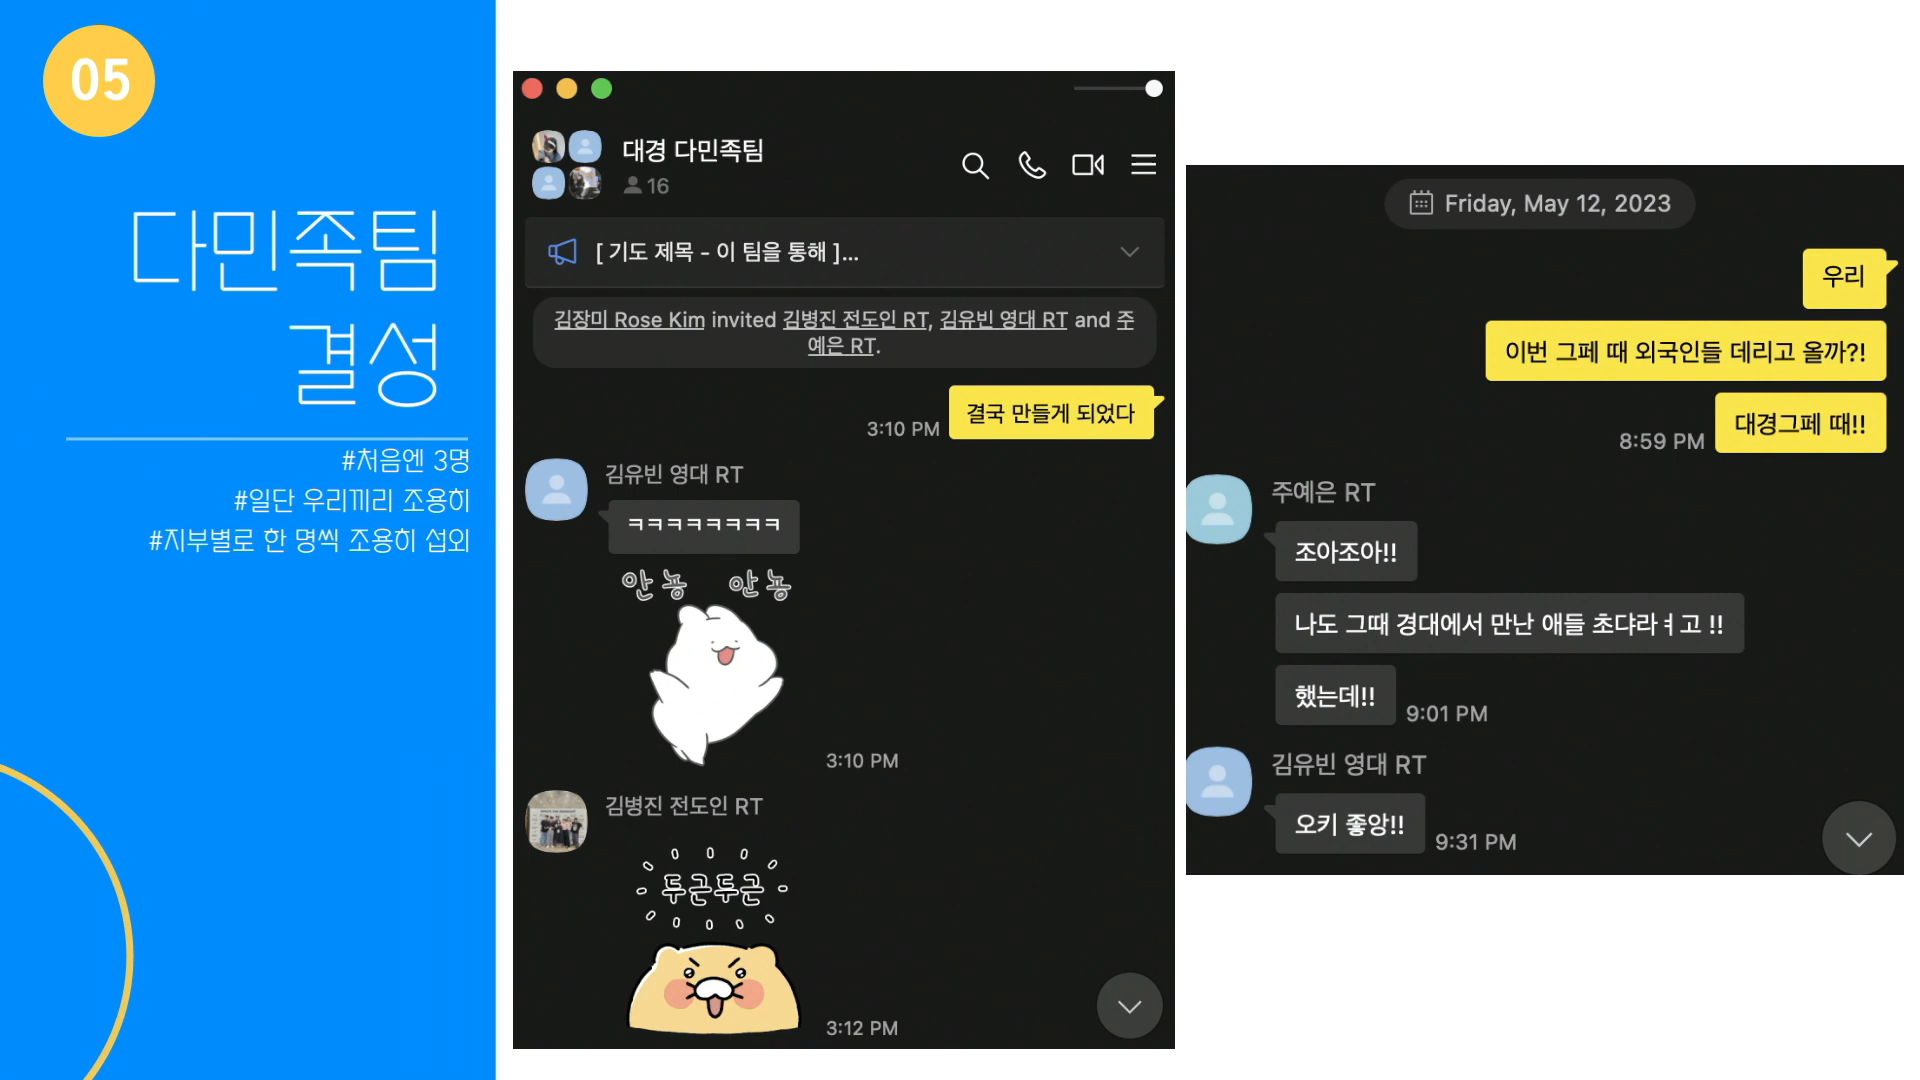 05
다민족팀
결성
#처음엔 3명
#일단 우리끼리 조용히
#지부별로 한 명씩 조용히 섭외
대경 다민족팀
16
[ 기도 제목 - 이 팀을 통해 ]...
김장미 Rose Kim invited 김병진 전도인 RT, 김유빈 영대 RT and 주
예은 RT.
결국 만들게 되었다
3:10 PM
김유빈 영대 RT
ㅋㅋㅋㅋㅋㅋㅋㅋ
안뇽 안뇽
3:10 PM
김병진 전도인 RT
두근두근
3:12 PM
Friday, May 12, 2023
우리
이번 그페 때 외국인들 데리고 올까?!
대경그페 때!!
8:59 PM
주예은 RT
조아조아!!
나도 그때 경대에서 만난 애들 초댜라ㅕ고 !!
했는데!!
9:01 PM
김유빈 영대 RT
오키 좋앙!!
9:31 PM